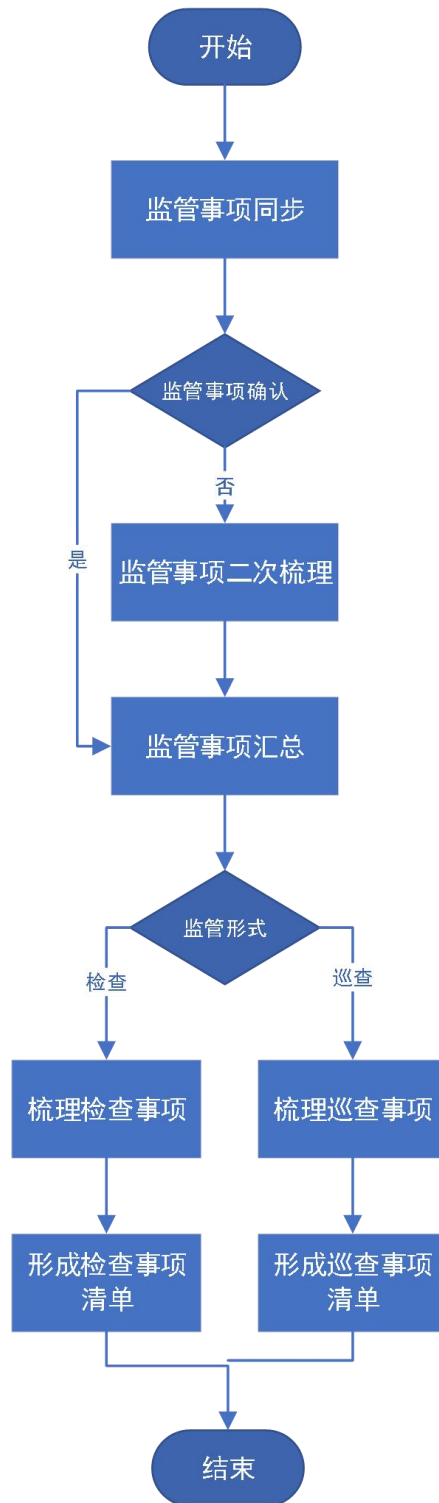 开始
监管事项同步
监管事项确认
否
是
监管事项二次梳理
监管事项汇总
监管形式
检查
巡查
梳理检查事项
梳理巡查事项
形成检查事项
清单
形成巡查事项
清单
结束